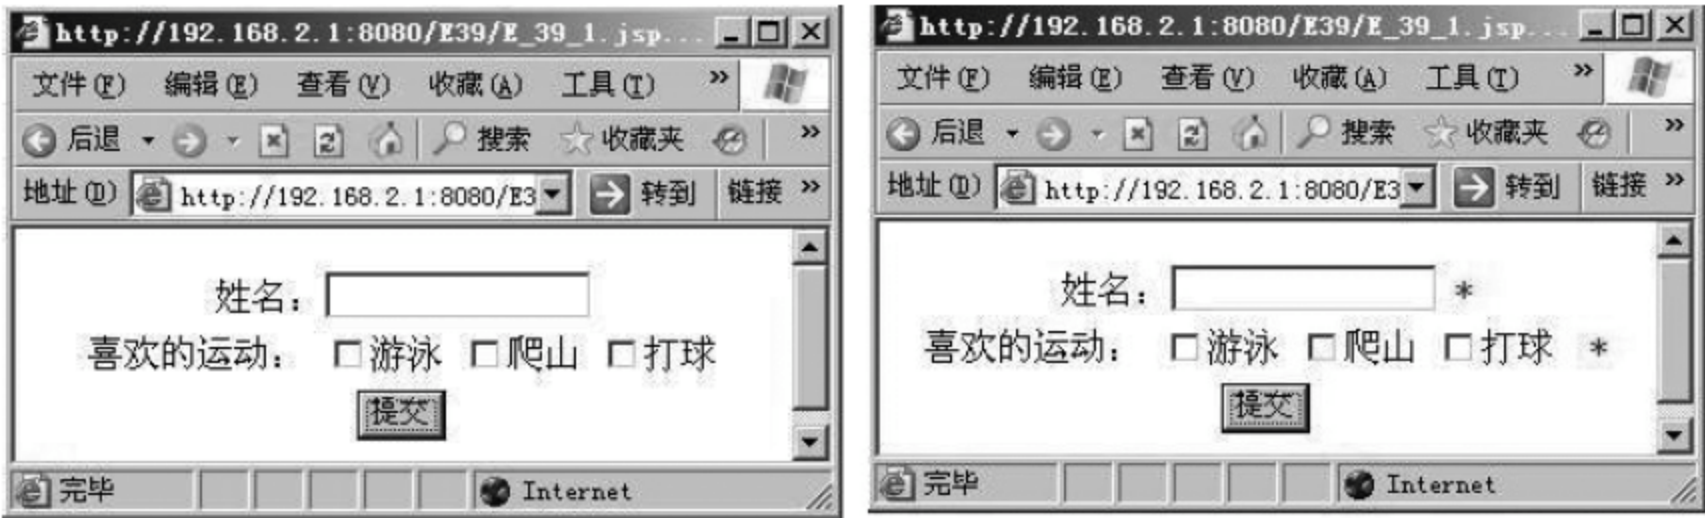 http://192.168.2.1:8080/E39/E_39_1.jsp...
文件(F) 编辑(E) 查看(V) 收藏(A) 工具(T) »
后退 搜索 收藏夹 »
地址(D) http://192.168.2.1:8080/E3 转到 链接 »
姓名：
喜欢的运动： 游泳 爬山 打球
提交
完毕 Internet
http://192.168.2.1:8080/E39/E_39_1.jsp...
文件(F) 编辑(E) 查看(V) 收藏(A) 工具(T) »
后退 搜索 收藏夹 »
地址(D) http://192.168.2.1:8080/E3 转到 链接 »
姓名： *
喜欢的运动： 游泳 爬山 打球 *
提交
完毕 Internet